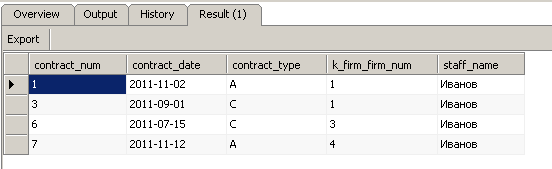 Overview Output History Result (1)
Export
contract_num contract_date contract_type k_firm_firm_num staff_name
1 2011-11-02 A 1 Иванов
3 2011-09-01 C 1 Иванов
6 2011-07-15 C 3 Иванов
7 2011-11-12 A 4 Иванов